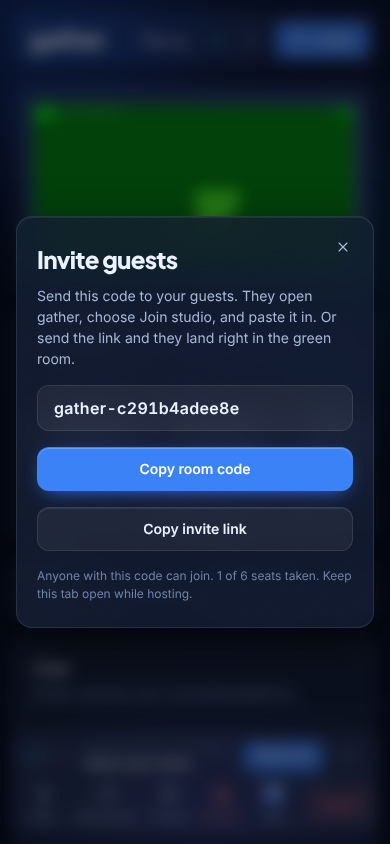 gather
Invite guests
Send this code to your guests. They open
gather, choose Join studio, and paste it in. Or
send the link and they land right in the green
room.
gather-c291b4adee8e
Copy room code
Copy invite link
Anyone with this code can join. 1 of 6 seats taken. Keep
this tab open while hosting.